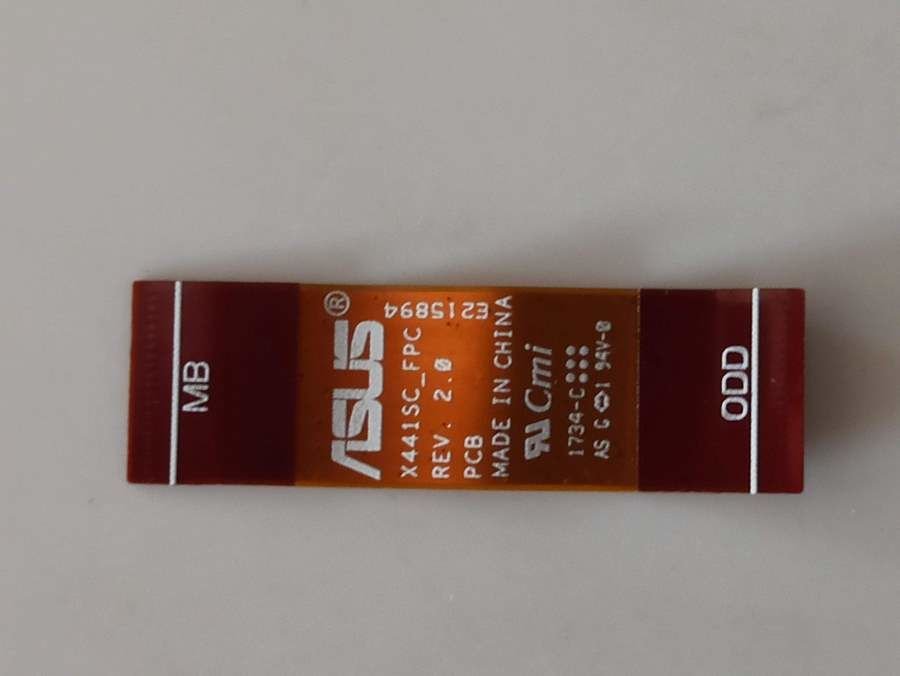 MB
ASUS®
X441SC_FPC
REV. 2.0
E215894
PCB
MADE IN CHINA
Cmi
1734-C
AS G 1 94V-0
ODD